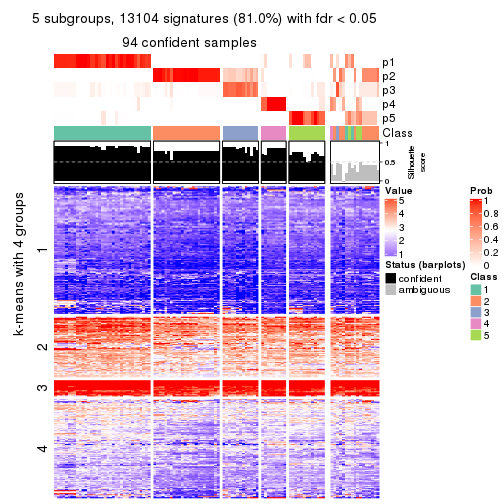 5 subgroups, 13104 signatures (81.0%) with fdr < 0.05
94 confident samples
p1
p2
p3
p4
p5
Class
1
0.5
0
Silhouette
score
k-means with 4 groups
1
2
3
4
Value
5
4
3
2
1
Status (barplots)
confident
ambiguous
Prob
1
0.8
0.6
0.4
0.2
0
Class
1
2
3
4
5